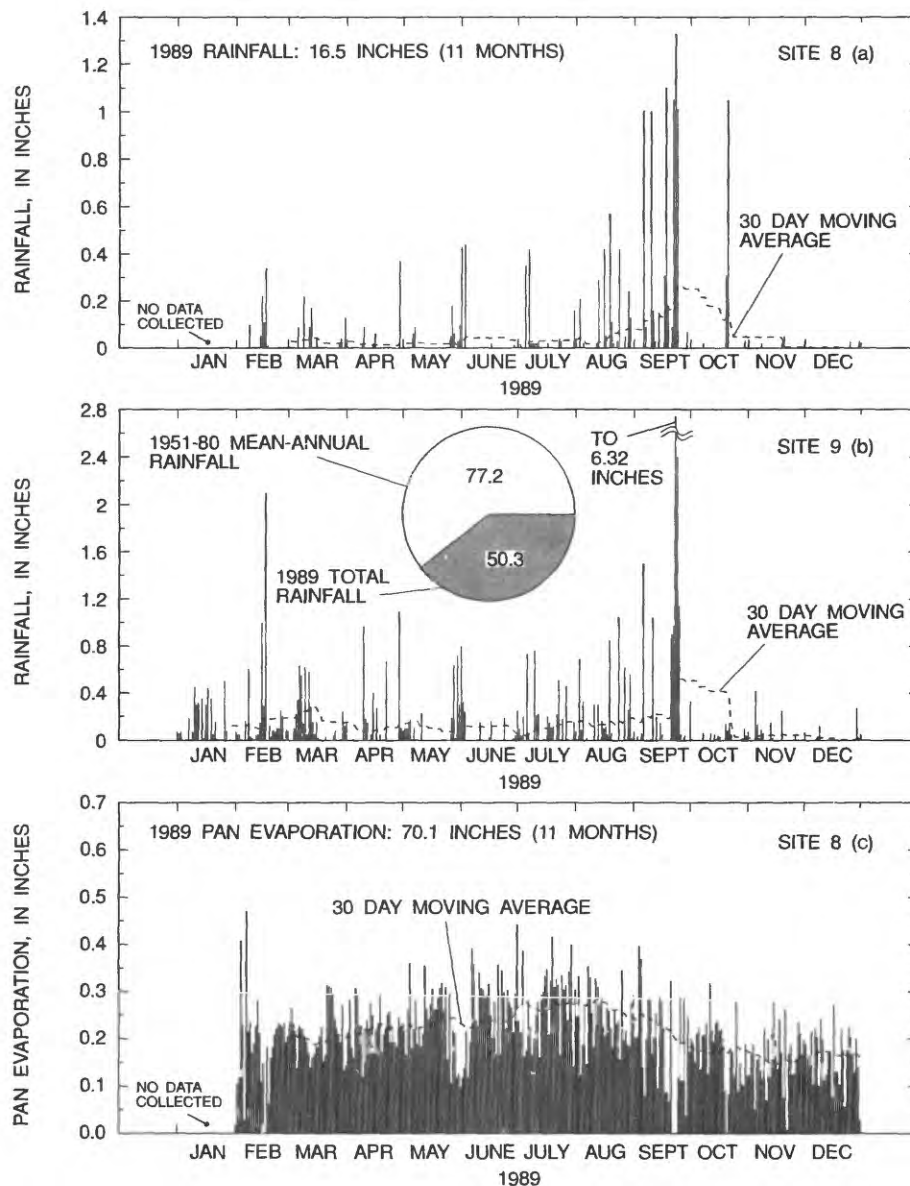 1.4
1989 RAINFALL: 16.5 INCHES (11 MONTHS)
SITE 8 (a)
1.2
1
0.8
0.6
0.4
0.2
0
RAINFALL, IN INCHES
30 DAY MOVING
AVERAGE
NO DATA
COLLECTED
JAN FEB MAR APR MAY JUNE JULY AUG SEPT OCT NOV DEC
1989
2.8
1951-80 MEAN-ANNUAL
RAINFALL
77.2
TO
6.32
INCHES
SITE 9 (b)
2.4
2
1.6
1.2
0.8
0.4
0
RAINFALL, IN INCHES
50.3
1989 TOTAL
RAINFALL
30 DAY MOVING
AVERAGE
JAN FEB MAR APR MAY JUNE JULY AUG SEPT OCT NOV DEC
1989
0.7
1989 PAN EVAPORATION: 70.1 INCHES (11 MONTHS)
SITE 8 (c)
0.6
0.5
0.4
0.3
0.2
0.1
0.0
PAN EVAPORATION, IN INCHES
30 DAY MOVING AVERAGE
NO DATA
COLLECTED
JAN FEB MAR APR MAY JUNE JULY AUG SEPT OCT NOV DEC
1989